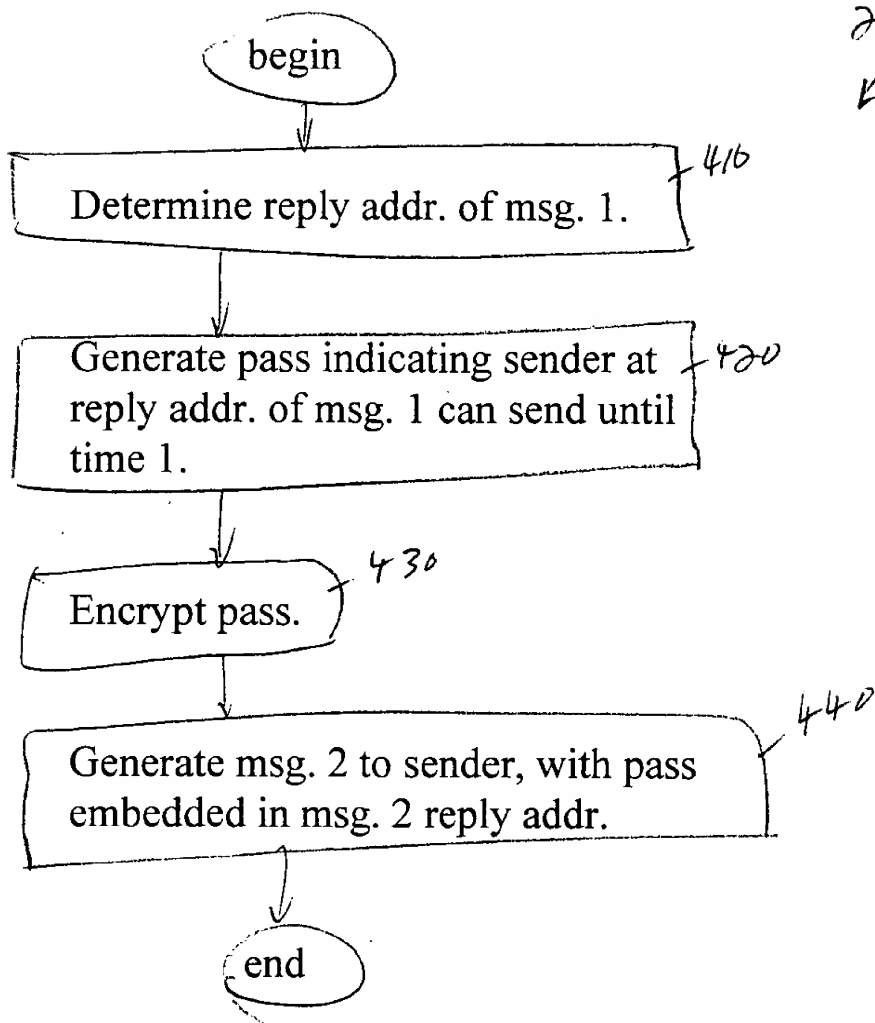 begin
410
Determine reply addr. of msg. 1.
Generate pass indicating sender at
420
reply addr. of msg. 1 can send until
time 1.
430
Encrypt pass.
440
Generate msg. 2 to sender, with pass
embedded in msg. 2 reply addr.
end